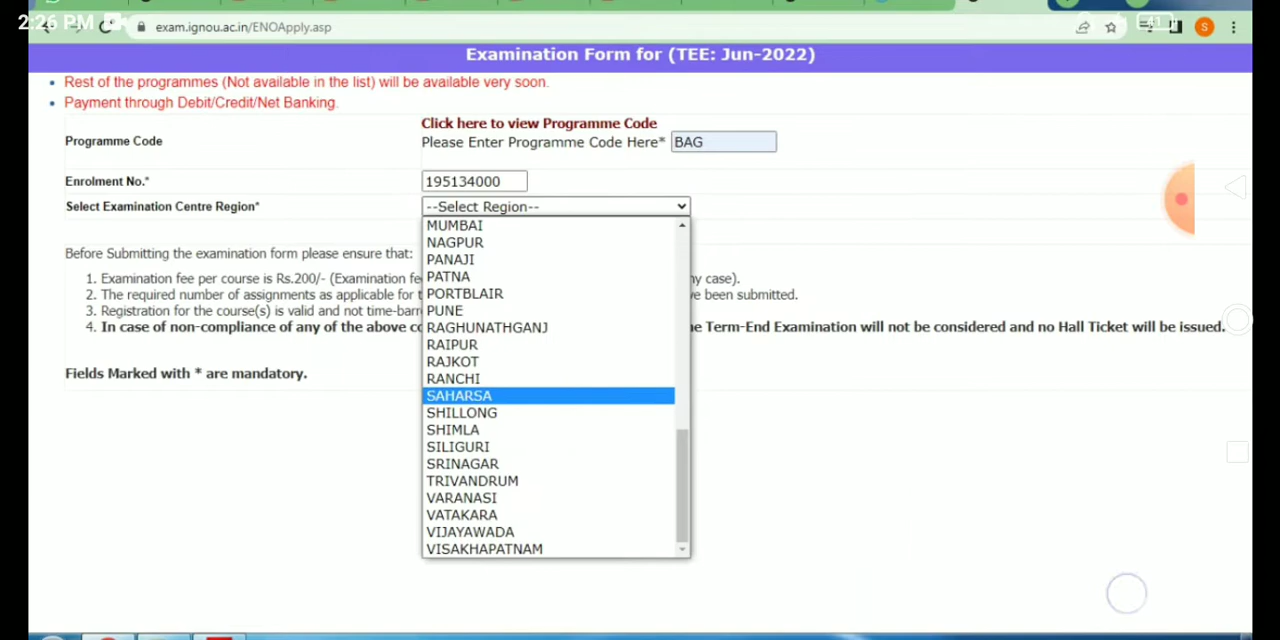 2:26 PM
41
exam.ignou.ac.in/ENOApply.asp
S
Examination Form for (TEE: Jun-2022)
Rest of the programmes (Not available in the list) will be available very soon.
Payment through Debit/Credit/Net Banking.
Click here to view Programme Code
Programme Code
Please Enter Programme Code Here* BAG
Enrolment No.* 195134000
Select Examination Centre Region* --Select Region--
MUMBAI
NAGPUR
PANAJI
PATNA
PORTBLAIR
PUNE
RAGHUNATHGANJ
RAIPUR
RAJKOT
RANCHI
SAHARSA
SHILLONG
SHIMLA
SILIGURI
SRINAGAR
TRIVANDRUM
VARANASI
VATAKARA
VIJAYAWADA
VISAKHAPATNAM
Before Submitting the examination form please ensure that:
1. Examination fee per course is Rs.200/- (Examination case).
2. The required number of assignments as applicable for been submitted.
3. Registration for the course(s) is valid and not
4. In case of non-compliance of any of the above Term-End Examination will not be considered and no Hall Ticket will be issued.
Fields Marked with * are mandatory.